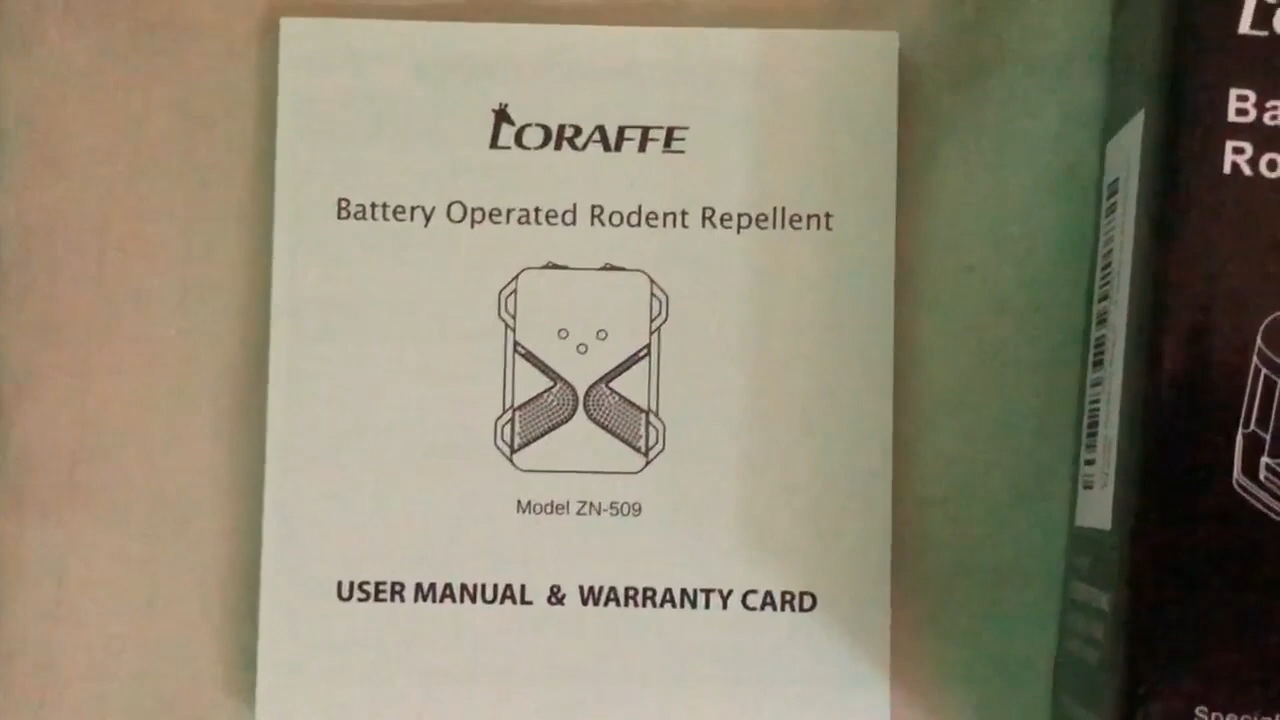 LORAFFE
Battery Operated Rodent Repellent
Model ZN-509
USER MANUAL & WARRANTY CARD